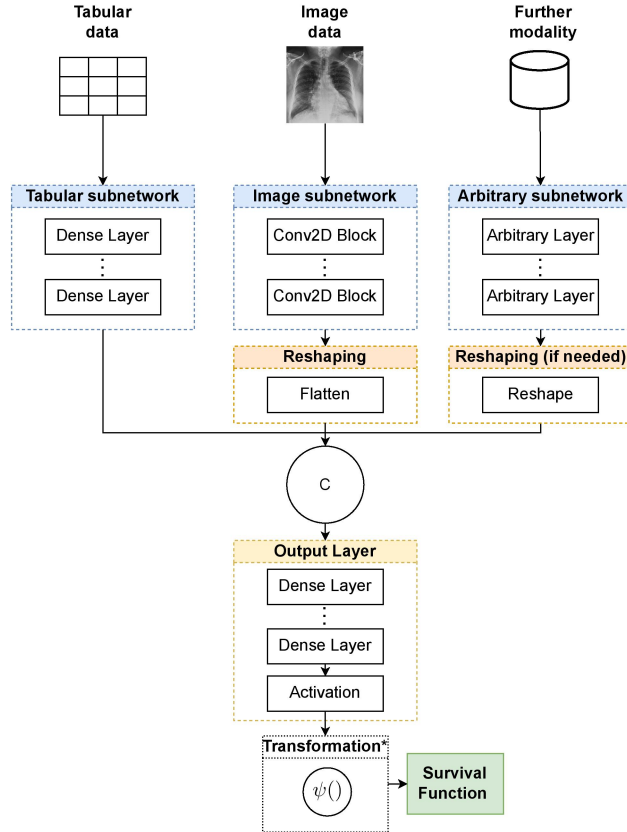 Tabular
data
Image
data
Further
modality
Tabular subnetwork
Dense Layer
Dense Layer
Image subnetwork
Conv2D Block
Conv2D Block
Arbitrary subnetwork
Arbitrary Layer
Arbitrary Layer
Reshaping
Flatten
Reshaping (if needed)
Reshape
C
Output Layer
Dense Layer
Dense Layer
Activation
Transformation*
ψ()
Survival
Function